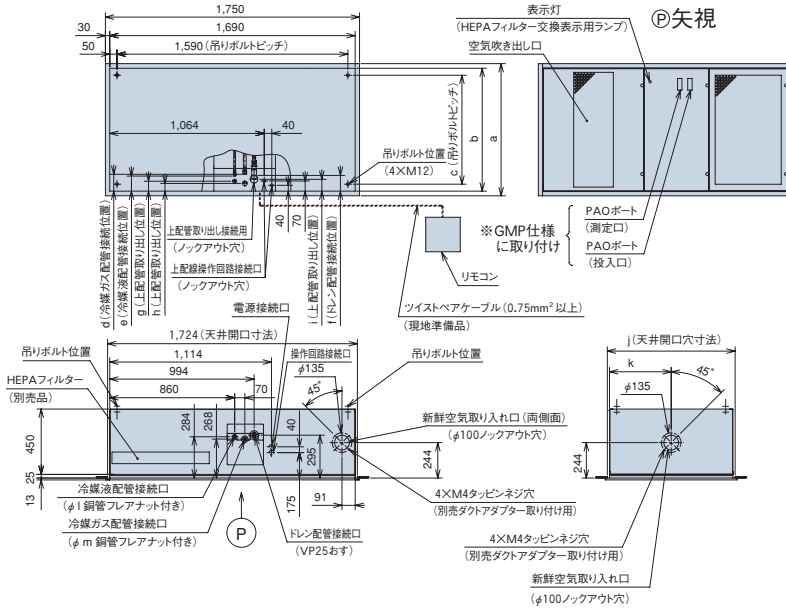 1,750
1,690
30
50
1,590(吊りボルトピッチ)
表示灯
(HEPAフィルター交換表示用ランプ)
空気吹き出し口
Ⓟ矢視
1,064
40
c(吊りボルトピッチ)
b
a
吊りボルト位置
(4×M12)
d(冷媒ガス配管接続位置)
e(冷媒液配管接続位置)
g(上配管取り出し位置)
h(上配管取り出し位置)
上配管取り出し接続用
(ノックアウト穴)
上配線操作回路接続口
(ノックアウト穴)
40
70
i(上配管取り出し位置)
f(ドレン配管接続位置)
リモコン
※GMP仕様
に取り付け
PAOポート
(測定口)
PAOポート
(投入口)
電源接続口
ツイストペアケーブル(0.75mm²以上)
(現地準備品)
1,724(天井開口寸法)
吊りボルト位置
HEPAフィルター
(別売品)
1,114
994
860
70
操作回路接続口
φ135
45°
吊りボルト位置
450
25
13
284
268
40
295
175
91
244
新鮮空気取り入れ口(両側面)
(φ100ノックアウト穴)
4×M4タッピンネジ穴
(別売ダクトアダプター取り付け用)
冷媒液配管接続口
(φl銅管フレアナット付き)
冷媒ガス配管接続口
(φm銅管フレアナット付き)
Ⓟ
ドレン配管接続口
(VP25おす)
j(天井開口穴寸法)
k
φ135
45°
244
4×M4タッピンネジ穴
(別売ダクトアダプター取り付け用)
新鮮空気取り入れ口
(φ100ノックアウト穴)